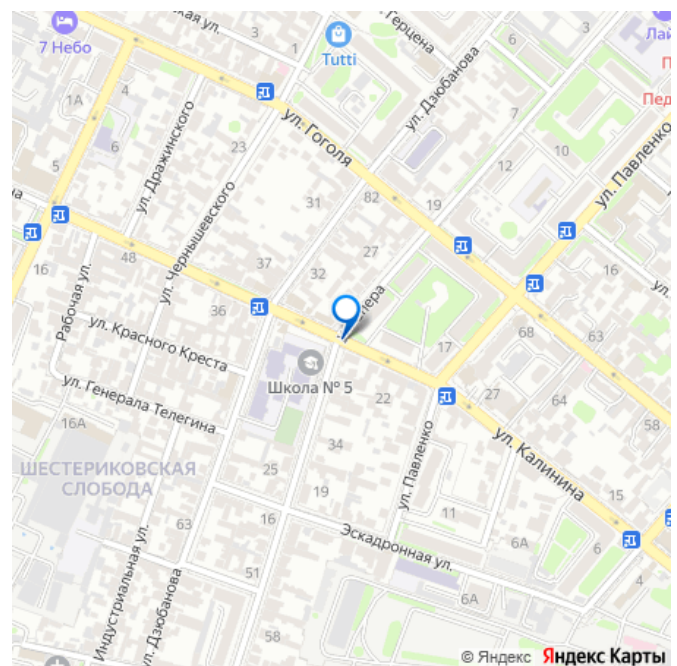 ул.
Герцена
7 Небо
3
1
Tutti
6
ул. Дзюбанова
1А
4
7
ул. Гоголя
ул. Павленко
6
ул. Дражинского
23
12
10
5
31
82
19
ул. Чернышевского
16
48
37
32
27
16
36
Рабочая ул.
ул. Красного Креста
17
68
Школа № 5
22
27
64
58
ул. Генерала Телегина
16А
34
ул. Павленко
ул. Калинина
ШЕСТЕРИКОВСКАЯ
СЛОБОДА
25
19
15
63
16
11
Эскадронная ул.
6А
6
Индустриальная ул.
ул. Дзюбанова
51
4
6А
58
© Яндекс Яндекс Карты